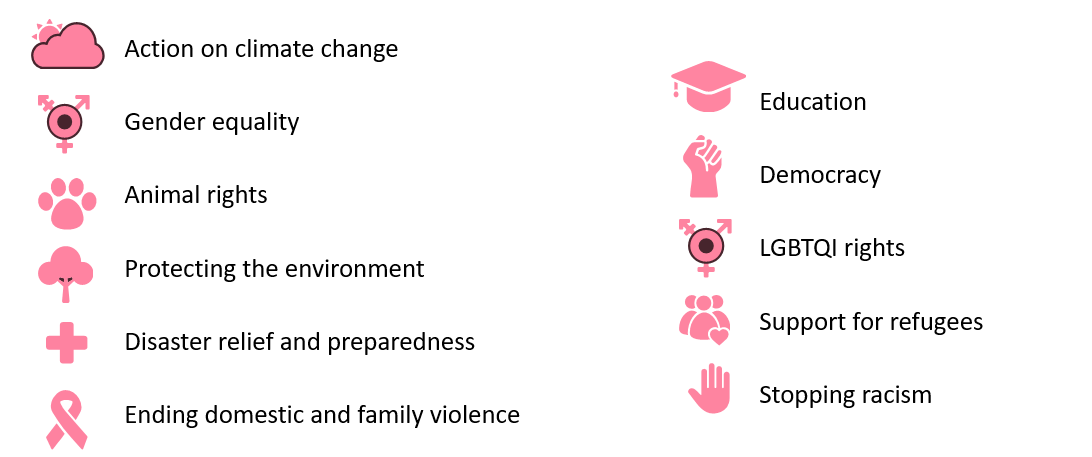 Action on climate change
Gender equality
Animal rights
Protecting the environment
Disaster relief and preparedness
Ending domestic and family violence
Education
Democracy
LGBTQI rights
Support for refugees
Stopping racism